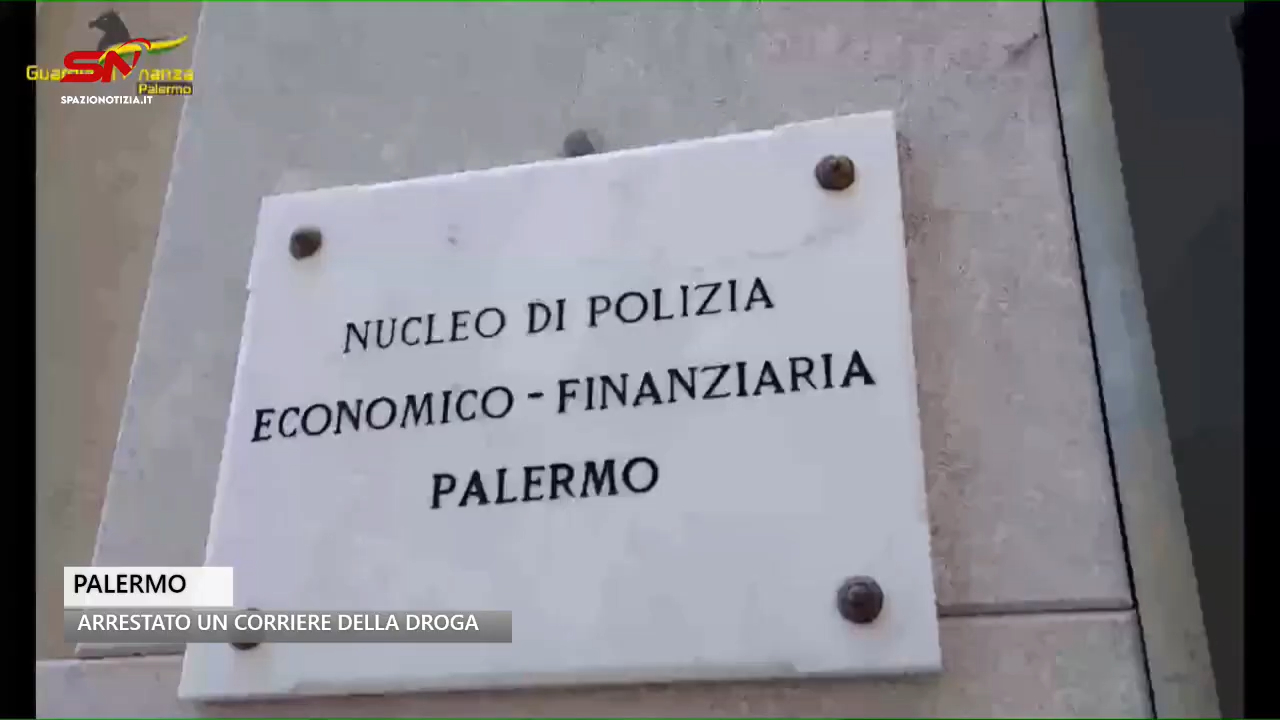 SN
SPAZIONOTIZIA.IT
Palermo
NUCLEO DI POLIZIA
ECONOMICO - FINANZIARIA
PALERMO
PALERMO
ARRESTATO UN CORRIERE DELLA DROGA